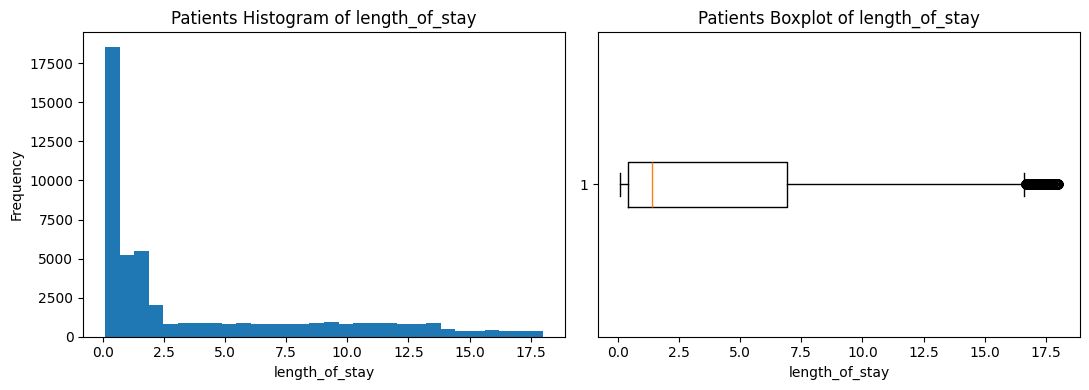 Patients Histogram of length_of_stay
17500
15000
12500
10000
7500
5000
2500
0
Frequency
0.0 2.5 5.0 7.5 10.0 12.5 15.0 17.5
length_of_stay
Patients Boxplot of length_of_stay
1
0.0 2.5 5.0 7.5 10.0 12.5 15.0 17.5
length_of_stay